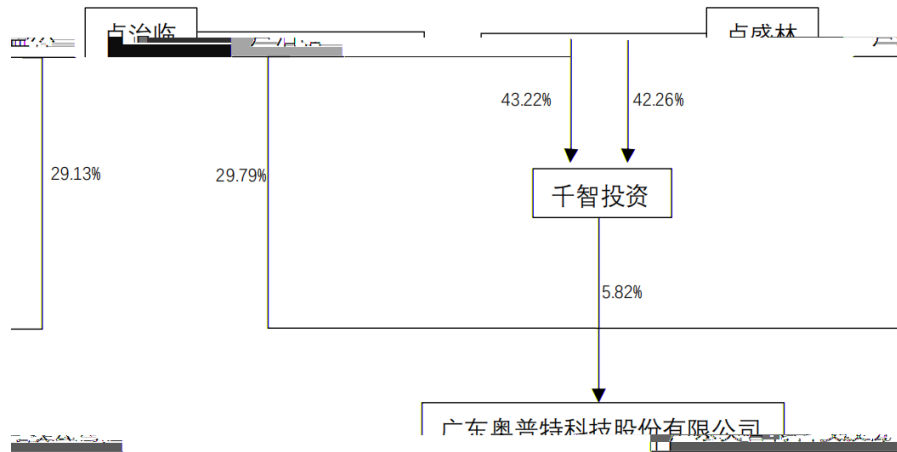 卢治临
卢盛林
43.22%
42.26%
29.13%
29.79%
千智投资
5.82%
广东奥普特科技股份有限公司